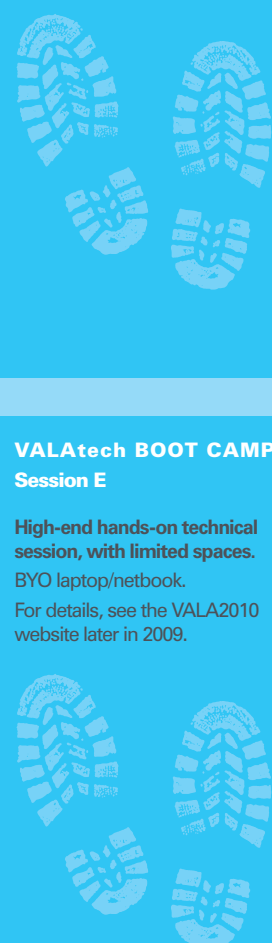 VALAtech BOOT CAMP
Session E
High-end hands-on technical
session, with limited spaces.
BYO laptop/netbook.
For details, see the VALA2010
website later in 2009.